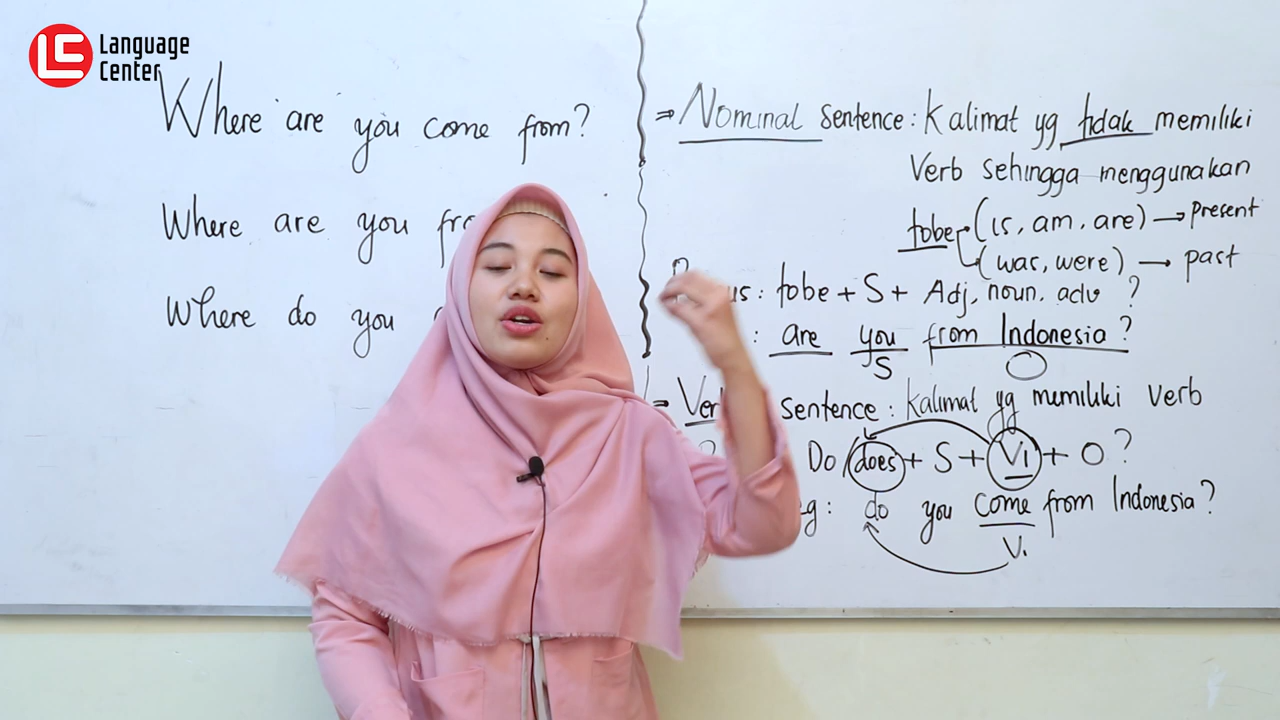 Language
Center
Where are you come from?
Where are you
Where do you
⇒ Nominal sentence : Kalimat yg tidak memiliki
Verb sehingga menggunakan
tobe (is, am, are) → Present
(was, were) → past
: tobe + S + Adj, noun, adv ?
: are you from Indonesia ?
S O
⇒ sentence : kalimat yg memiliki verb
Do / does + S + V1 + O ?
: do you come from Indonesia ?
V1